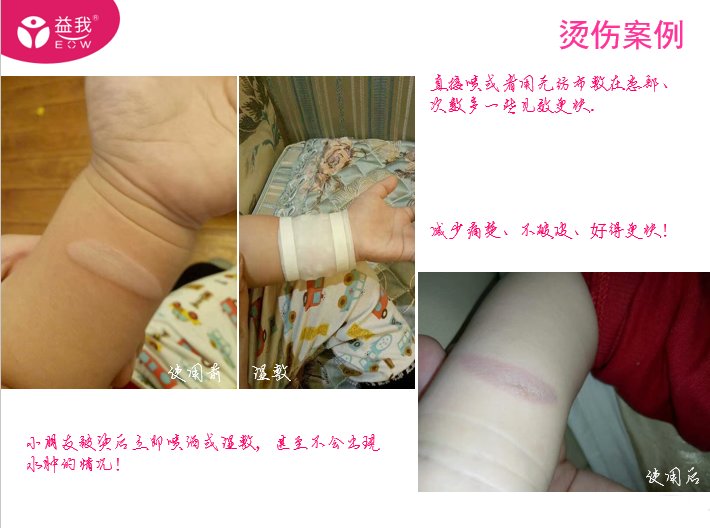 益我®
EOW
烫伤案例
直接喷或者用无纺布敷在患部、
次数多一些见效更快.
减少痛楚、不破皮、好得更快!
使用前
湿敷
小朋友被烫后立即喷洒或湿敷，甚至不会出现
水肿的情况!
使用后